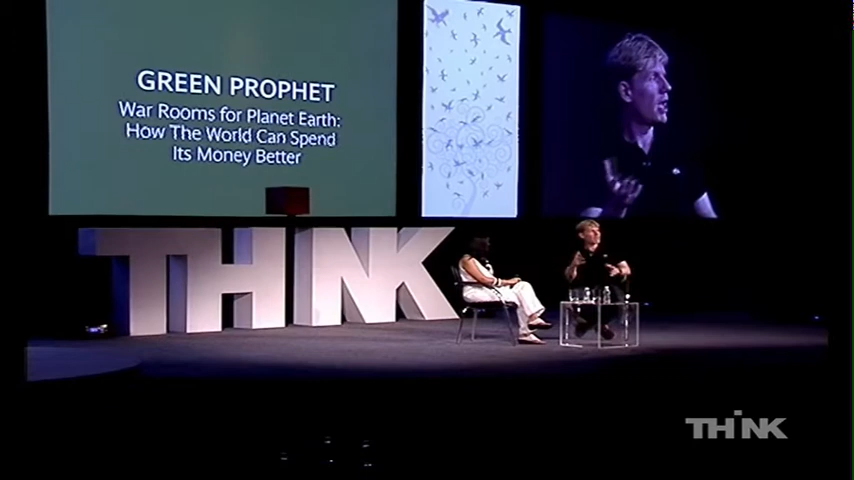 GREEN PROPHET
War Rooms for Planet Earth:
How The World Can Spend
Its Money Better
THINK
THiNK